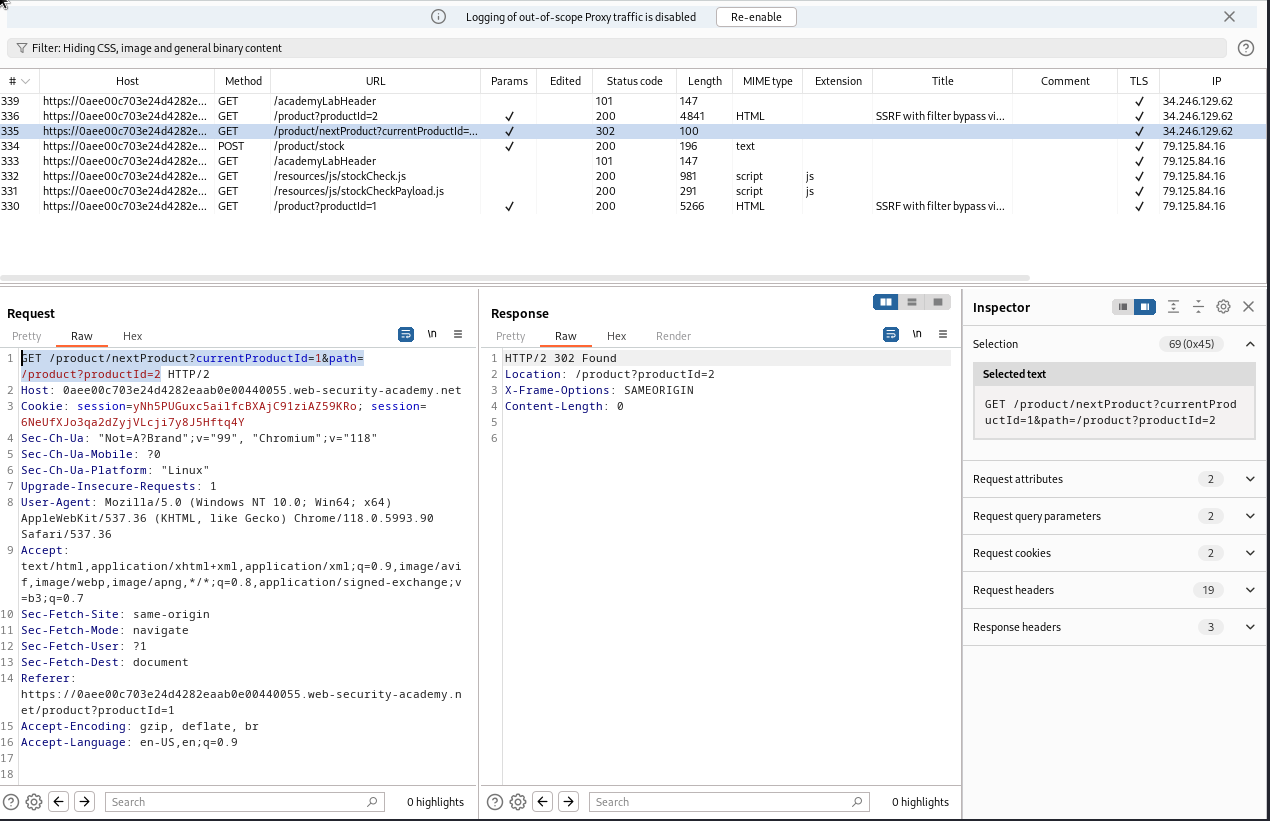 Logging of out-of-scope Proxy traffic is disabled Re-enable
Filter: Hiding CSS, image and general binary content
# Host Method URL Params Edited Status code Length MIME type Extension Title Comment TLS IP
339 https://0aee00c703e24d4282e... GET /academyLabHeader 101 147 ✓ 34.246.129.62
336 https://0aee00c703e24d4282e... GET /product?productId=2 ✓ 200 4841 HTML SSRF with filter bypass vi... ✓ 34.246.129.62
335 https://0aee00c703e24d4282e... GET /product/nextProduct?currentProductId=... ✓ 302 100 ✓ 34.246.129.62
334 https://0aee00c703e24d4282e... POST /product/stock ✓ 200 196 text ✓ 79.125.84.16
333 https://0aee00c703e24d4282e... GET /academyLabHeader 101 147 ✓ 79.125.84.16
332 https://0aee00c703e24d4282e... GET /resources/js/stockCheck.js 200 981 script js ✓ 79.125.84.16
331 https://0aee00c703e24d4282e... GET /resources/js/stockCheckPayload.js 200 291 script js ✓ 79.125.84.16
330 https://0aee00c703e24d4282e... GET /product?productId=1 ✓ 200 5266 HTML SSRF with filter bypass vi... ✓ 79.125.84.16
Request
Pretty Raw Hex \n
1 GET /product/nextProduct?currentProductId=1&path=
/product?productId=2 HTTP/2
2 Host: 0aee00c703e24d4282eaab0e00440055.web-security-academy.net
3 Cookie: session=yNh5PUGuxc5ailfcBXAjC91ziAZ59KRo; session=
6NeUfXJo3qa2dZyjVLcji7y8J5Hftq4Y
4 Sec-Ch-Ua: "Not=A?Brand";v="99", "Chromium";v="118"
5 Sec-Ch-Ua-Mobile: ?0
6 Sec-Ch-Ua-Platform: "Linux"
7 Upgrade-Insecure-Requests: 1
8 User-Agent: Mozilla/5.0 (Windows NT 10.0; Win64; x64)
AppleWebKit/537.36 (KHTML, like Gecko) Chrome/118.0.5993.90
Safari/537.36
9 Accept:
text/html,application/xhtml+xml,application/xml;q=0.9,image/avi
f,image/webp,image/apng,*/*;q=0.8,application/signed-exchange;v
=b3;q=0.7
10 Sec-Fetch-Site: same-origin
11 Sec-Fetch-Mode: navigate
12 Sec-Fetch-User: ?1
13 Sec-Fetch-Dest: document
14 Referer:
https://0aee00c703e24d4282eaab0e00440055.web-security-academy.n
et/product?productId=1
15 Accept-Encoding: gzip, deflate, br
16 Accept-Language: en-US,en;q=0.9
17
18
Search 0 highlights
Response
Pretty Raw Hex Render \n
1 HTTP/2 302 Found
2 Location: /product?productId=2
3 X-Frame-Options: SAMEORIGIN
4 Content-Length: 0
5
6
Search 0 highlights
Inspector
Selection 69 (0x45)
Selected text
GET /product/nextProduct?currentProd
uctId=1&path=/product?productId=2
Request attributes 2
Request query parameters 2
Request cookies 2
Request headers 19
Response headers 3